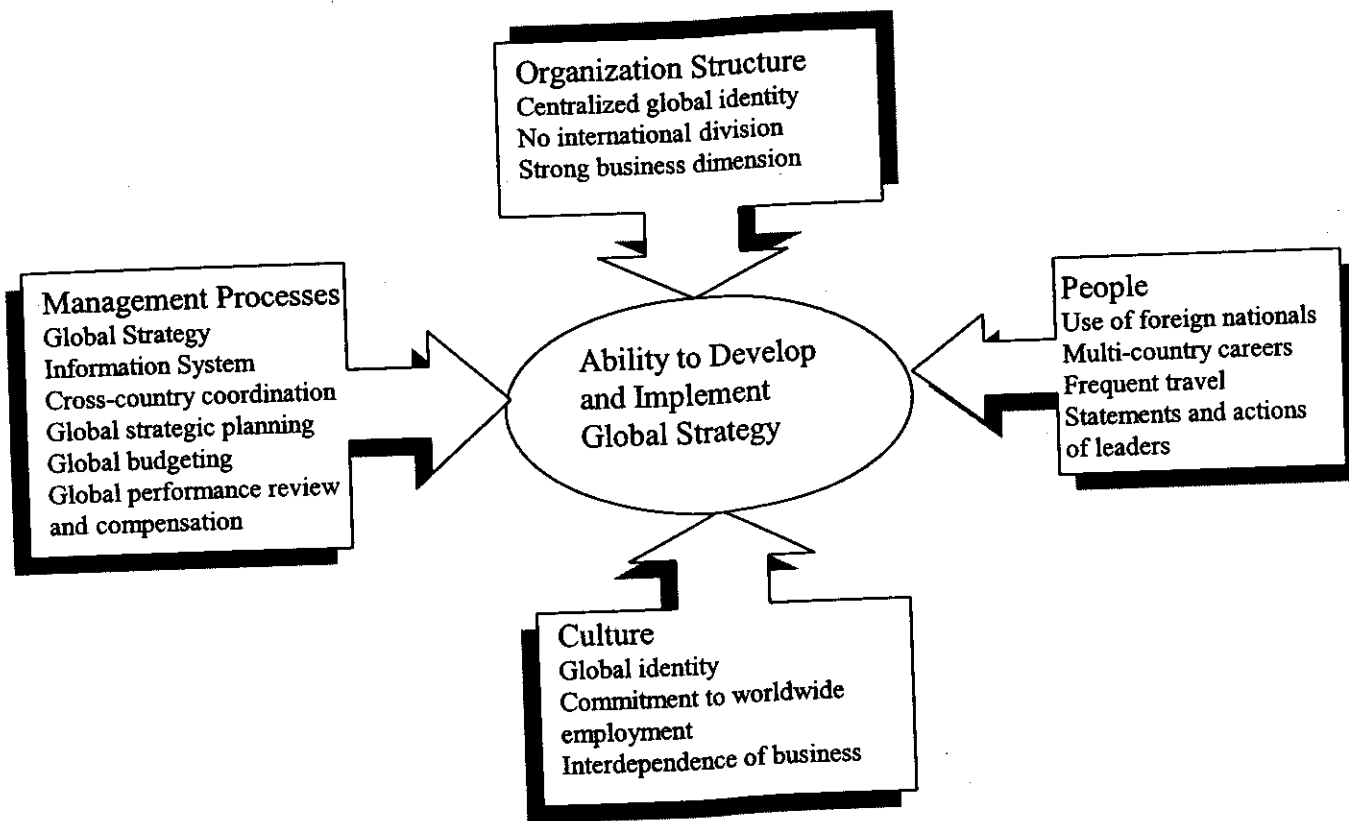 Organization Structure
Centralized global identity
No international division
Strong business dimension
Management Processes
Global Strategy
Information System
Cross-country coordination
Global strategic planning
Global budgeting
Global performance review
and compensation
Ability to Develop
and Implement
Global Strategy
People
Use of foreign nationals
Multi-country careers
Frequent travel
Statements and actions
of leaders
Culture
Global identity
Commitment to worldwide
employment
Interdependence of business